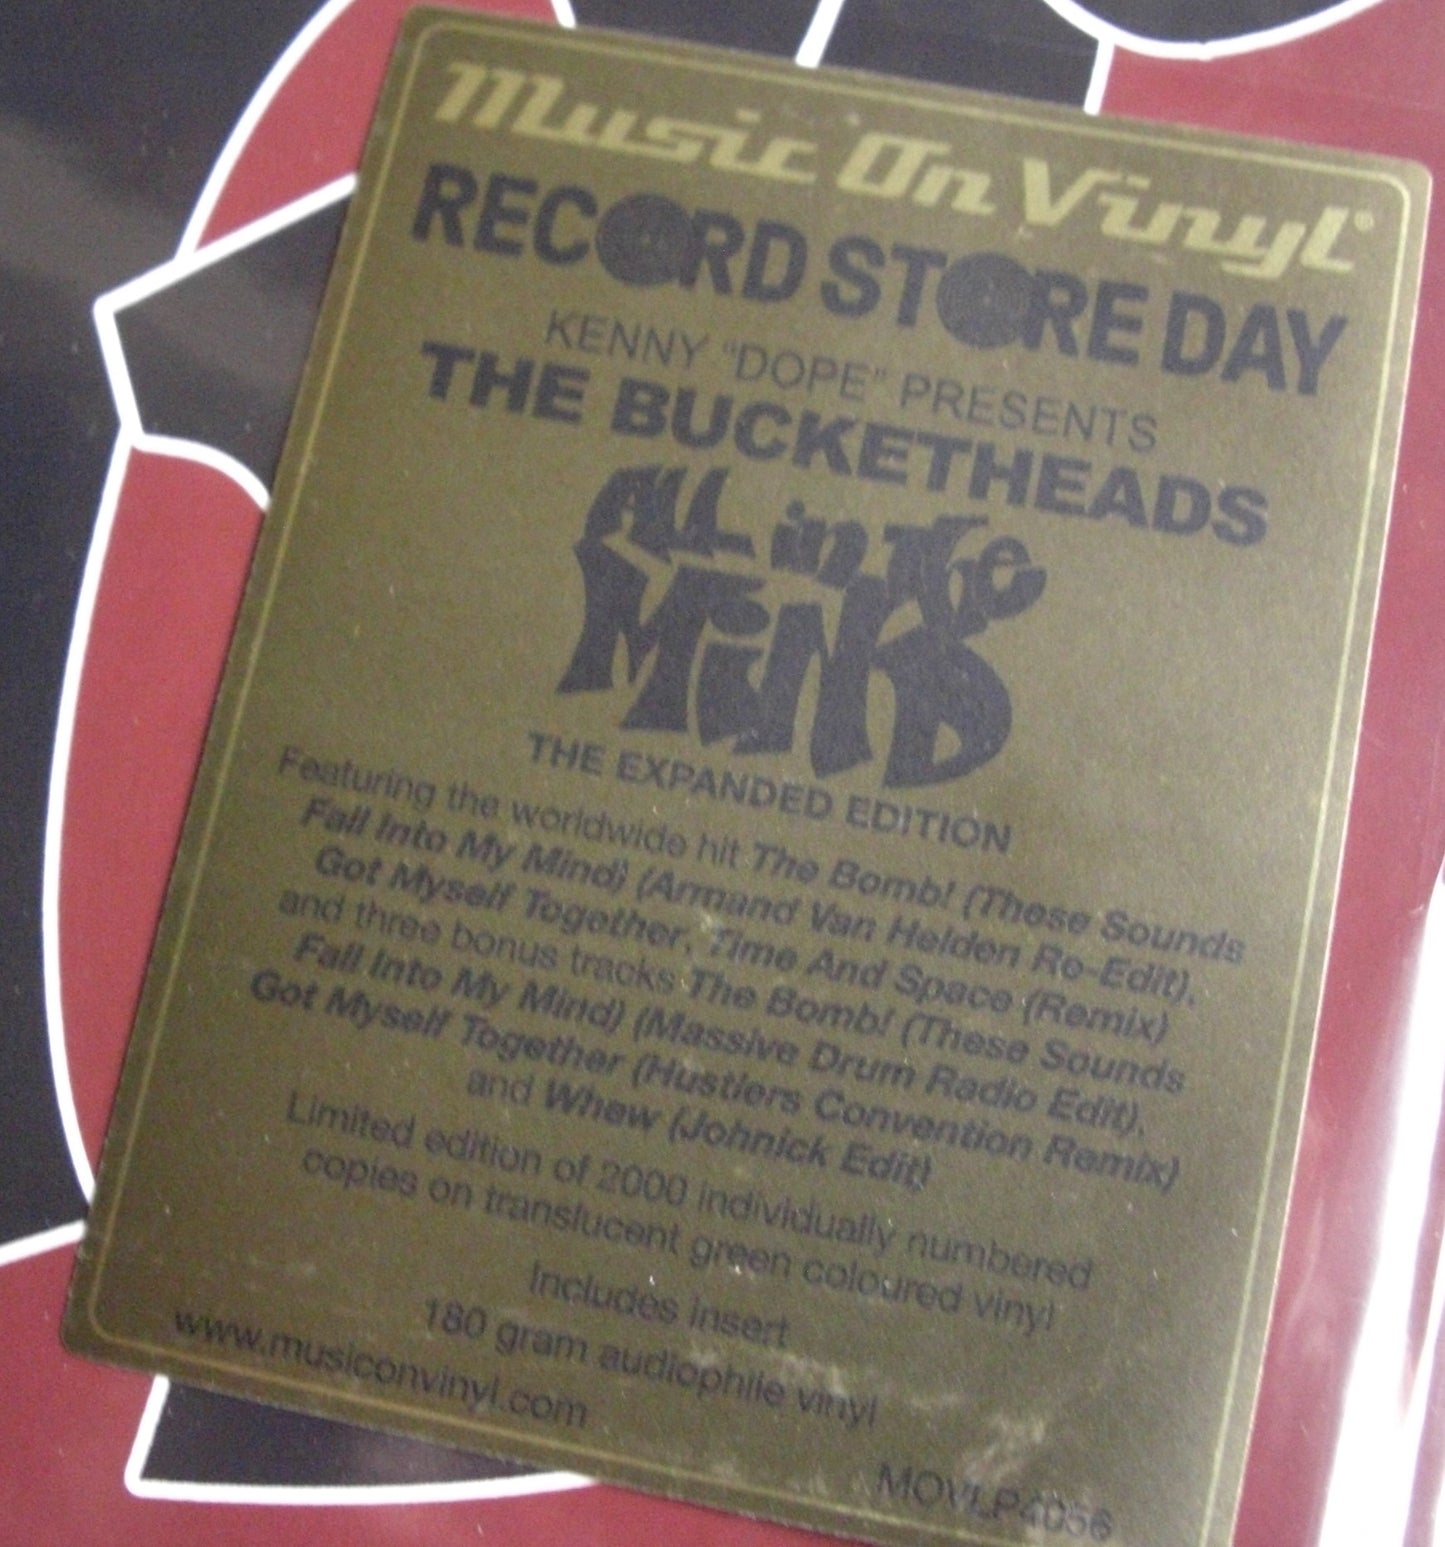 Music On Vinyl®
RECORD STORE DAY
KENNY "DOPE" PRESENTS
THE BUCKETHEADS
ALL in The
MiND
THE EXPANDED EDITION
Featuring the worldwide hit The Bomb! (These Sounds
Fall Into My Mind) (Armand Van Helden Re-Edit),
Got Myself Together, Time And Space (Remix)
and three bonus tracks The Bomb! (These Sounds
Fall Into My Mind) (Massive Drum Radio Edit),
Got Myself Together (Hustlers Convention Remix)
and Whew (Johnick Edit)
Limited edition of 2000 individually numbered
copies on translucent green coloured vinyl
Includes insert
180 gram audiophile vinyl
www.musiconvinyl.com
MOVLP4056